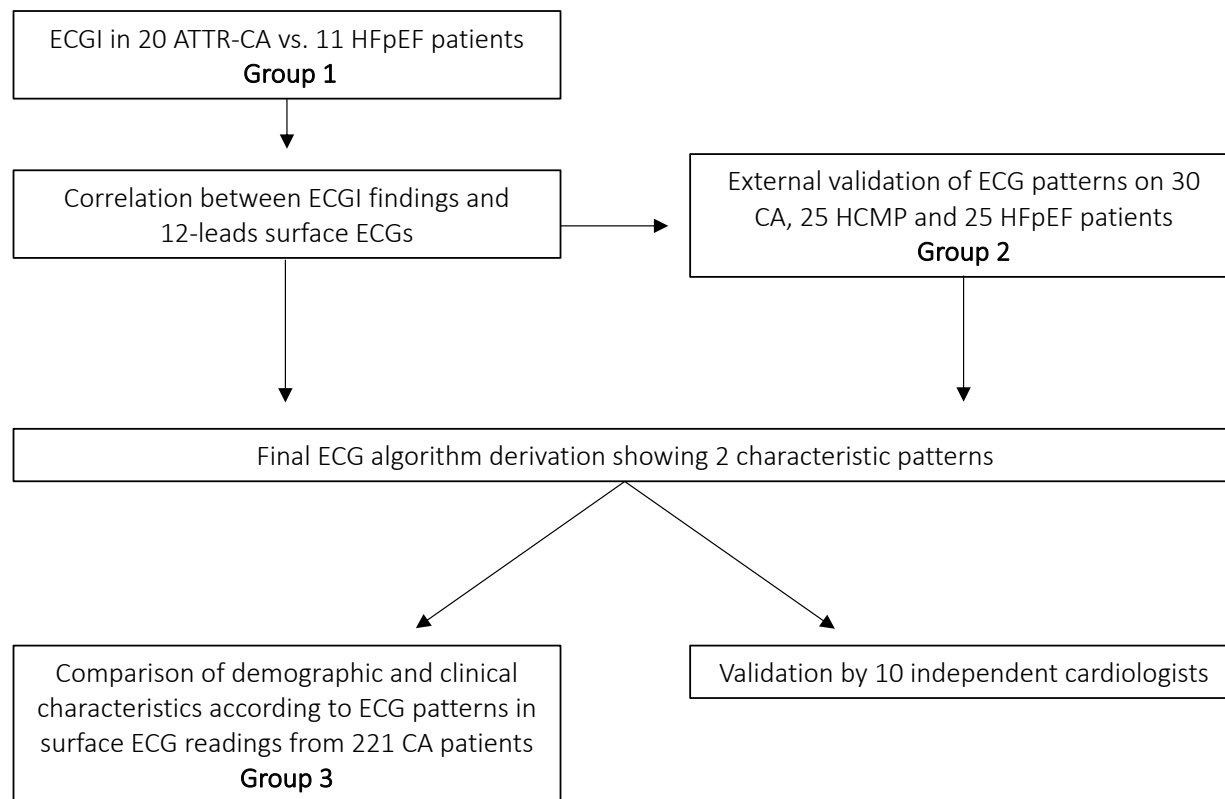 ECGI in 20 ATTR-CA vs. 11 HFpEF patients
Group 1
Correlation between ECGI findings and
12-leads surface ECGs
External validation of ECG patterns on 30
CA, 25 HCMP and 25 HFpEF patients
Group 2
Final ECG algorithm derivation showing 2 characteristic patterns
Comparison of demographic and clinical
characteristics according to ECG patterns in
surface ECG readings from 221 CA patients
Group 3
Validation by 10 independent cardiologists